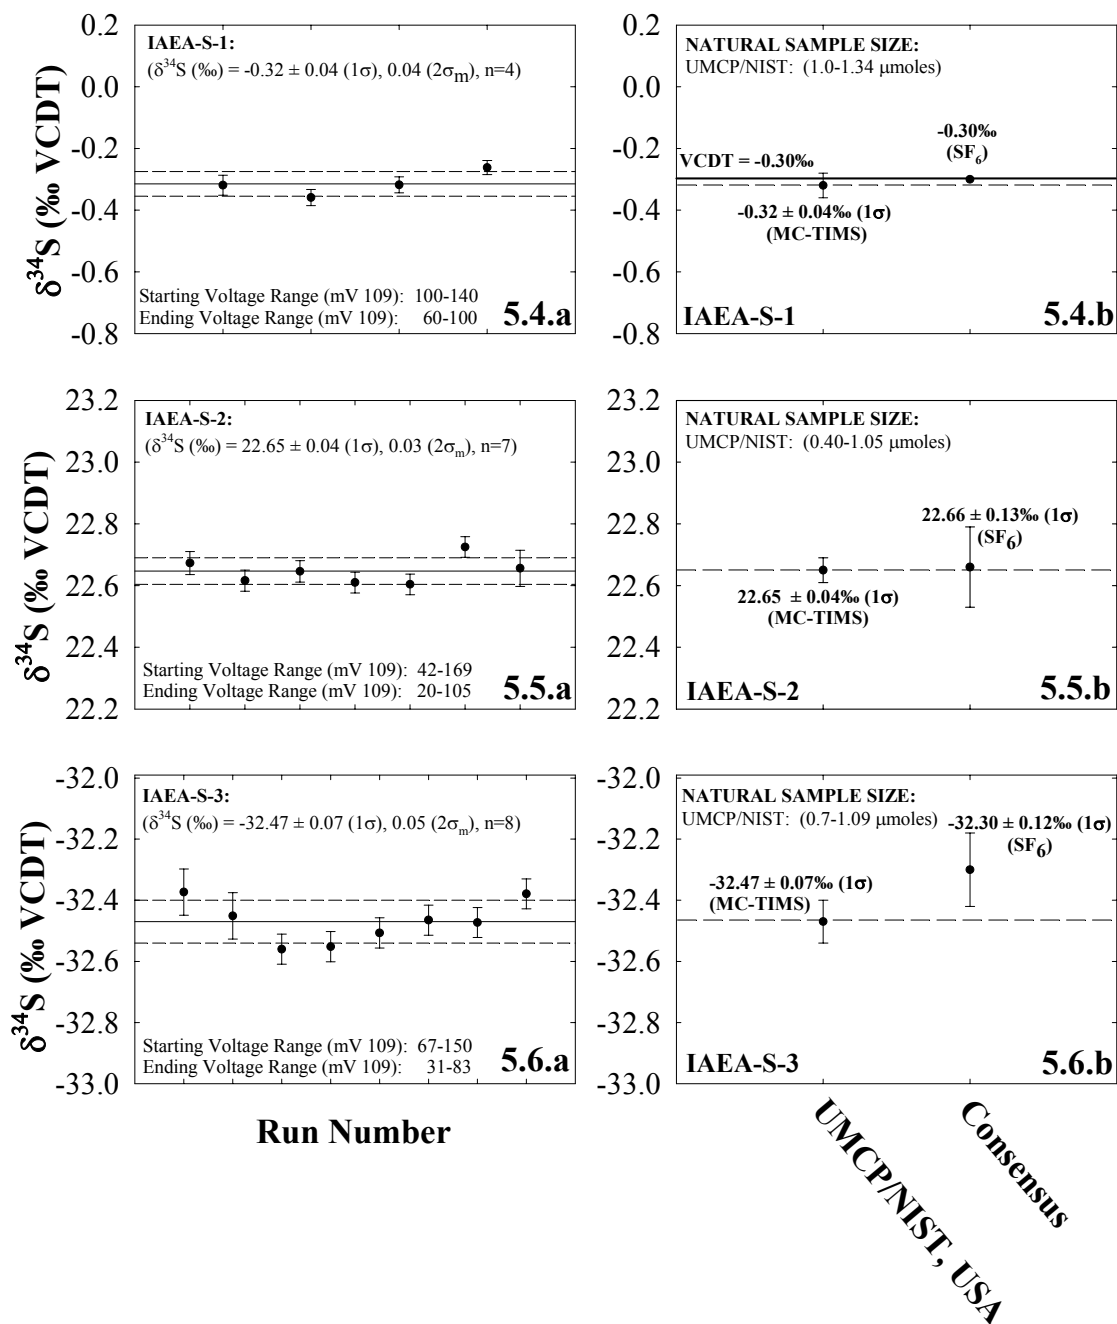 δ34S (‰ VCDT)
0.2
0.0
-0.2
-0.4
-0.6
-0.8
IAEA-S-1:
(δ34S (‰) = -0.32 ± 0.04 (1σ), 0.04 (2σm), n=4)
Starting Voltage Range (mV 109): 100-140
Ending Voltage Range (mV 109): 60-100
5.4.a
0.2
0.0
-0.2
-0.4
-0.6
-0.8
NATURAL SAMPLE SIZE:
UMCP/NIST: (1.0-1.34 μmoles)
-0.30‰
(SF6)
VCDT = -0.30‰
-0.32 ± 0.04‰ (1σ)
(MC-TIMS)
IAEA-S-1
5.4.b
δ34S (‰ VCDT)
23.2
23.0
22.8
22.6
22.4
22.2
IAEA-S-2:
(δ34S (‰) = 22.65 ± 0.04 (1σ), 0.03 (2σm), n=7)
Starting Voltage Range (mV 109): 42-169
Ending Voltage Range (mV 109): 20-105
5.5.a
23.2
23.0
22.8
22.6
22.4
22.2
NATURAL SAMPLE SIZE:
UMCP/NIST: (0.40-1.05 μmoles)
22.66 ± 0.13‰ (1σ)
(SF6)
22.65 ± 0.04‰ (1σ)
(MC-TIMS)
IAEA-S-2
5.5.b
δ34S (‰ VCDT)
-32.0
-32.2
-32.4
-32.6
-32.8
-33.0
IAEA-S-3:
(δ34S (‰) = -32.47 ± 0.07 (1σ), 0.05 (2σm), n=8)
Starting Voltage Range (mV 109): 67-150
Ending Voltage Range (mV 109): 31-83
5.6.a
-32.0
-32.2
-32.4
-32.6
-32.8
-33.0
NATURAL SAMPLE SIZE:
UMCP/NIST: (0.7-1.09 μmoles)
-32.30 ± 0.12‰ (1σ)
(SF6)
-32.47 ± 0.07‰ (1σ)
(MC-TIMS)
IAEA-S-3
5.6.b
Run Number
UMCP/NIST, USA
Consensus